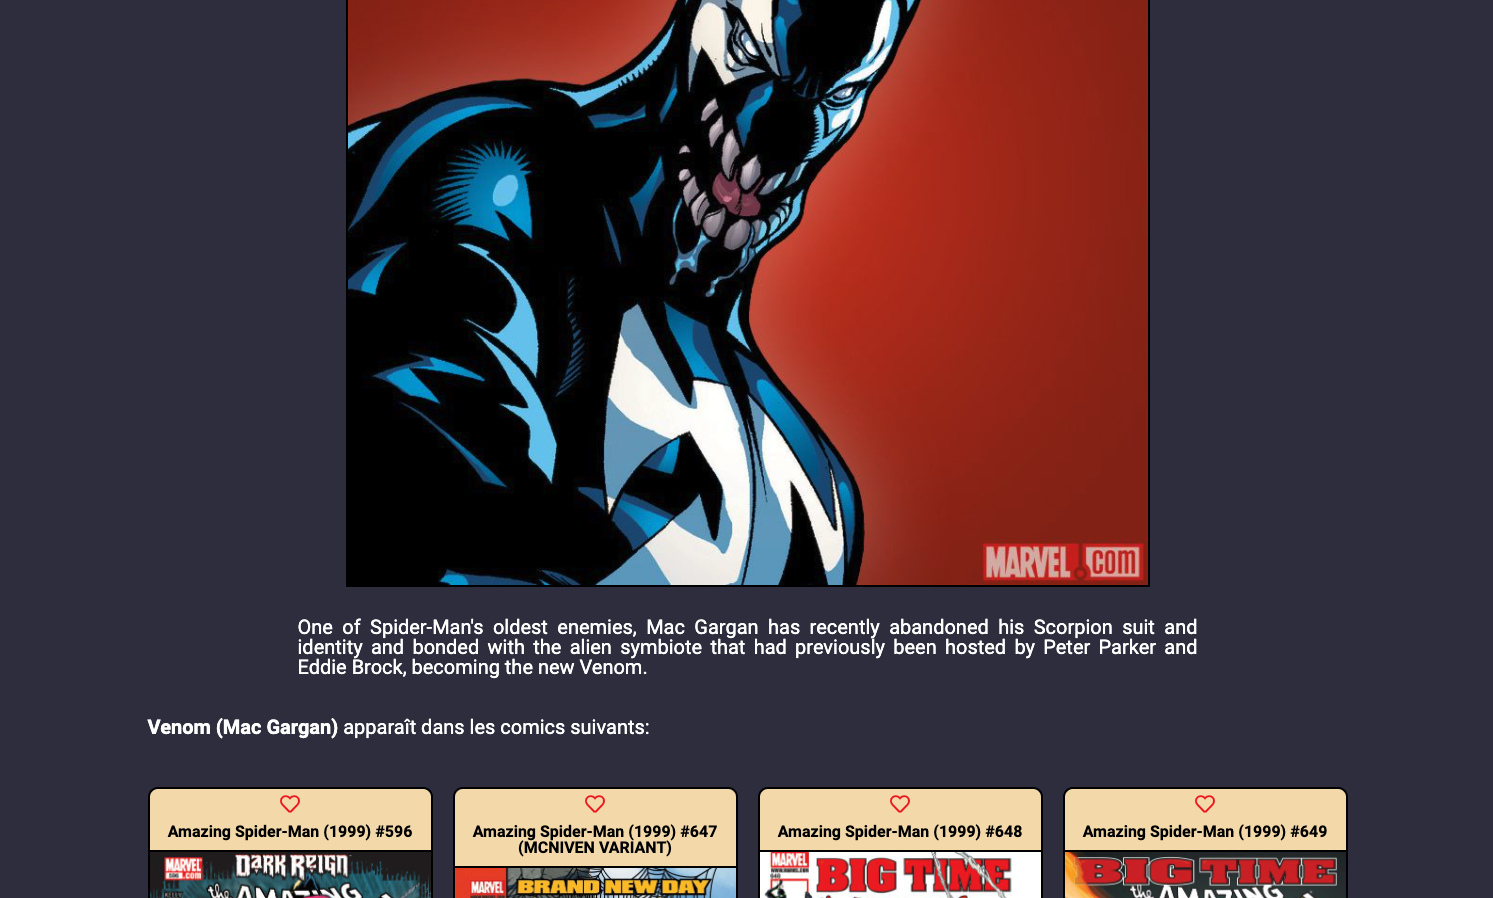 MARVEL.com
One of Spider-Man's oldest enemies, Mac Gargan has recently abandoned his Scorpion suit and
identity and bonded with the alien symbiote that had previously been hosted by Peter Parker and
Eddie Brock, becoming the new Venom.
Venom (Mac Gargan) apparaît dans les comics suivants:
Amazing Spider-Man (1999) #596
MARVEL
DARK REIGN
the AMAZING
Amazing Spider-Man (1999) #647
(MCNIVEN VARIANT)
MARVEL
BRAND NEW DAY
Amazing Spider-Man (1999) #648
MARVEL
BIG TIME
Amazing Spider-Man (1999) #649
BIG TIME
the AMAZING